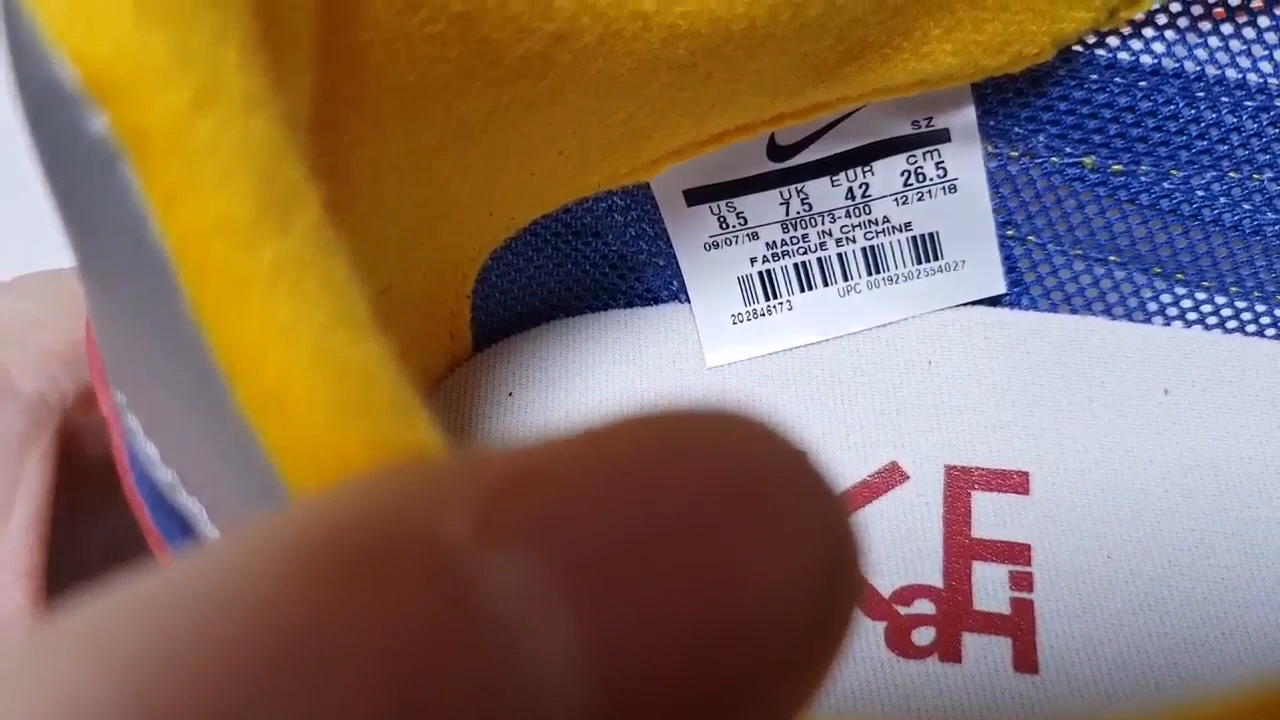 SZ
US UK EUR cm
8.5 7.5 42 26.5
09/07/18 BV0073-400 12/21/18
MADE IN CHINA
FABRIQUE EN CHINE
UPC 00192502554027
202846173